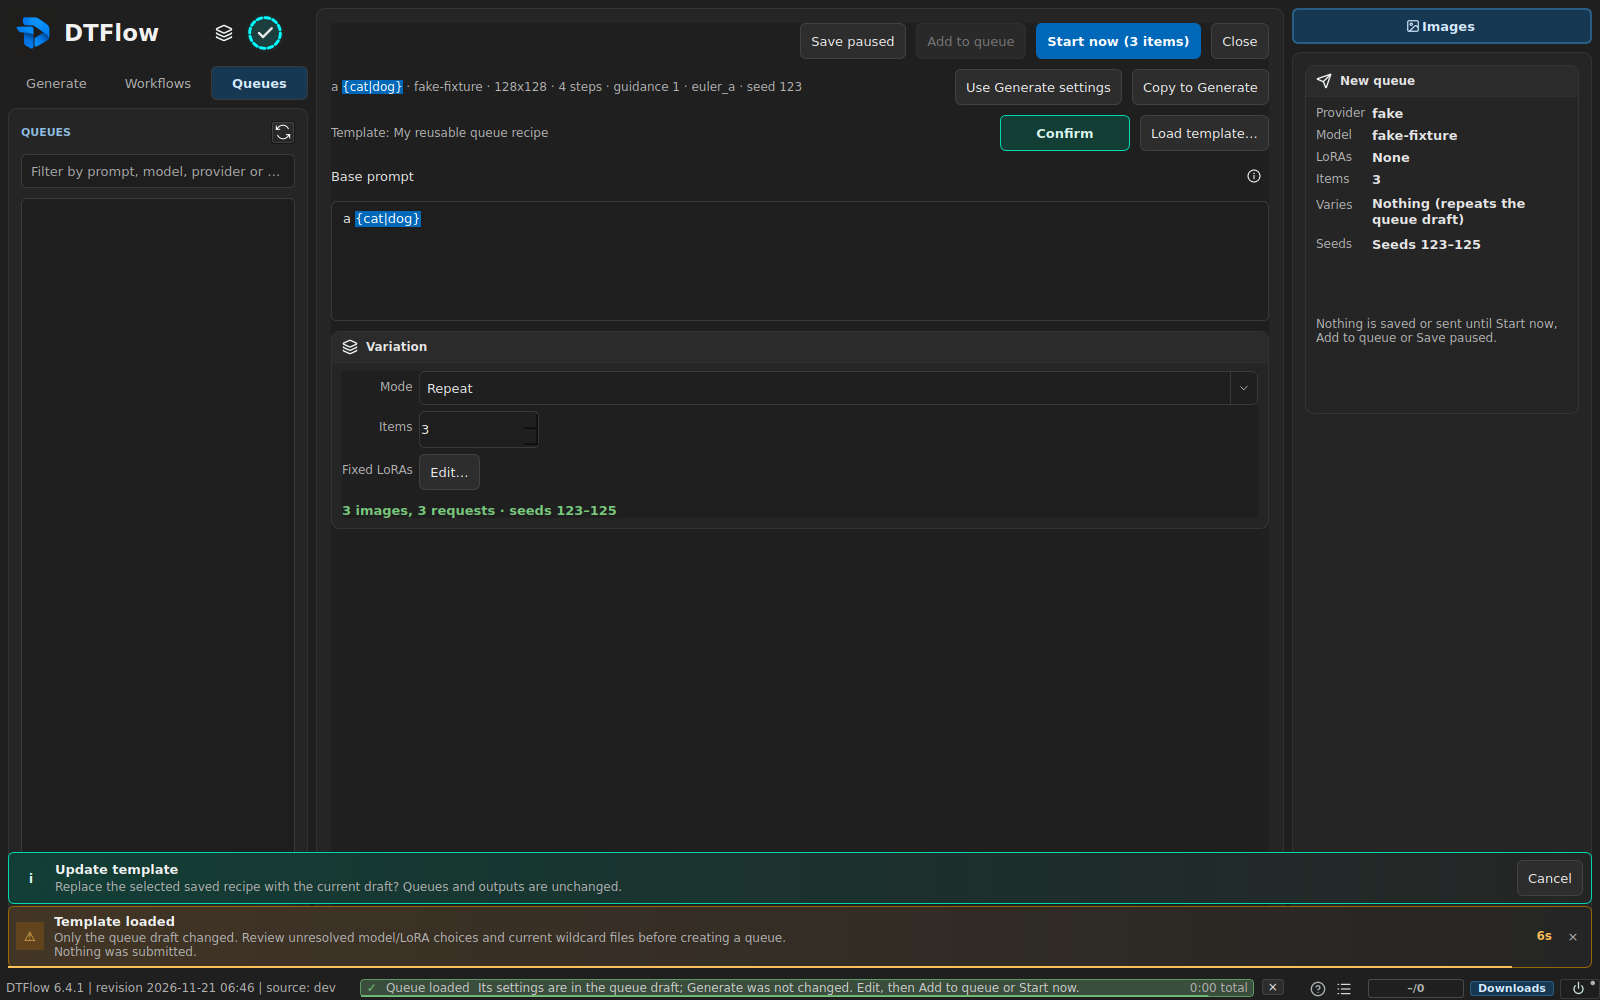 DTFlow
Generate
Workflows
Queues
QUEUES
Filter by prompt, model, provider or ...
Save paused
Add to queue
Start now (3 items)
Close
a {cat|dog} · fake-fixture · 128x128 · 4 steps · guidance 1 · euler_a · seed 123
Use Generate settings
Copy to Generate
Template: My reusable queue recipe
Confirm
Load template...
Base prompt
a {cat|dog}
Variation
Mode
Repeat
Items
3
Fixed LoRAs
Edit...
3 images, 3 requests · seeds 123–125
Images
New queue
Provider fake
Model fake-fixture
LoRAs None
Items 3
Varies Nothing (repeats the
queue draft)
Seeds Seeds 123–125
Nothing is saved or sent until Start now,
Add to queue or Save paused.
i
Update template
Replace the selected saved recipe with the current draft? Queues and outputs are unchanged.
Cancel
Template loaded
Only the queue draft changed. Review unresolved model/LoRA choices and current wildcard files before creating a queue.
Nothing was submitted.
6s
×
DTFlow 6.4.1 | revision 2026-11-21 06:46 | source: dev
✓ Queue loaded Its settings are in the queue draft; Generate was not changed. Edit, then Add to queue or Start now.
0:00 total
×
–/0
Downloads